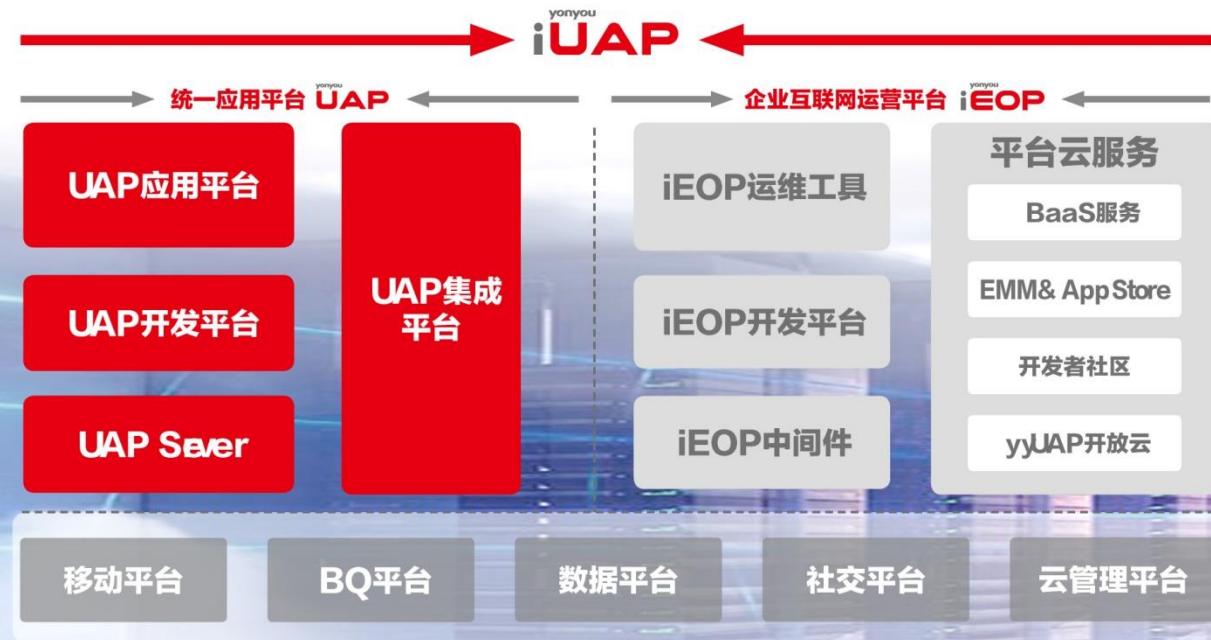 yonyou
iUAP
统一应用平台 yonyou UAP
企业互联网运营平台 yonyou iEOP
UAP应用平台
UAP开发平台
UAP Sever
UAP集成
平台
iEOP运维工具
iEOP开发平台
iEOP中间件
平台云服务
BaaS服务
EMM& App Store
开发者社区
yyUAP开放云
移动平台
BQ平台
数据平台
社交平台
云管理平台